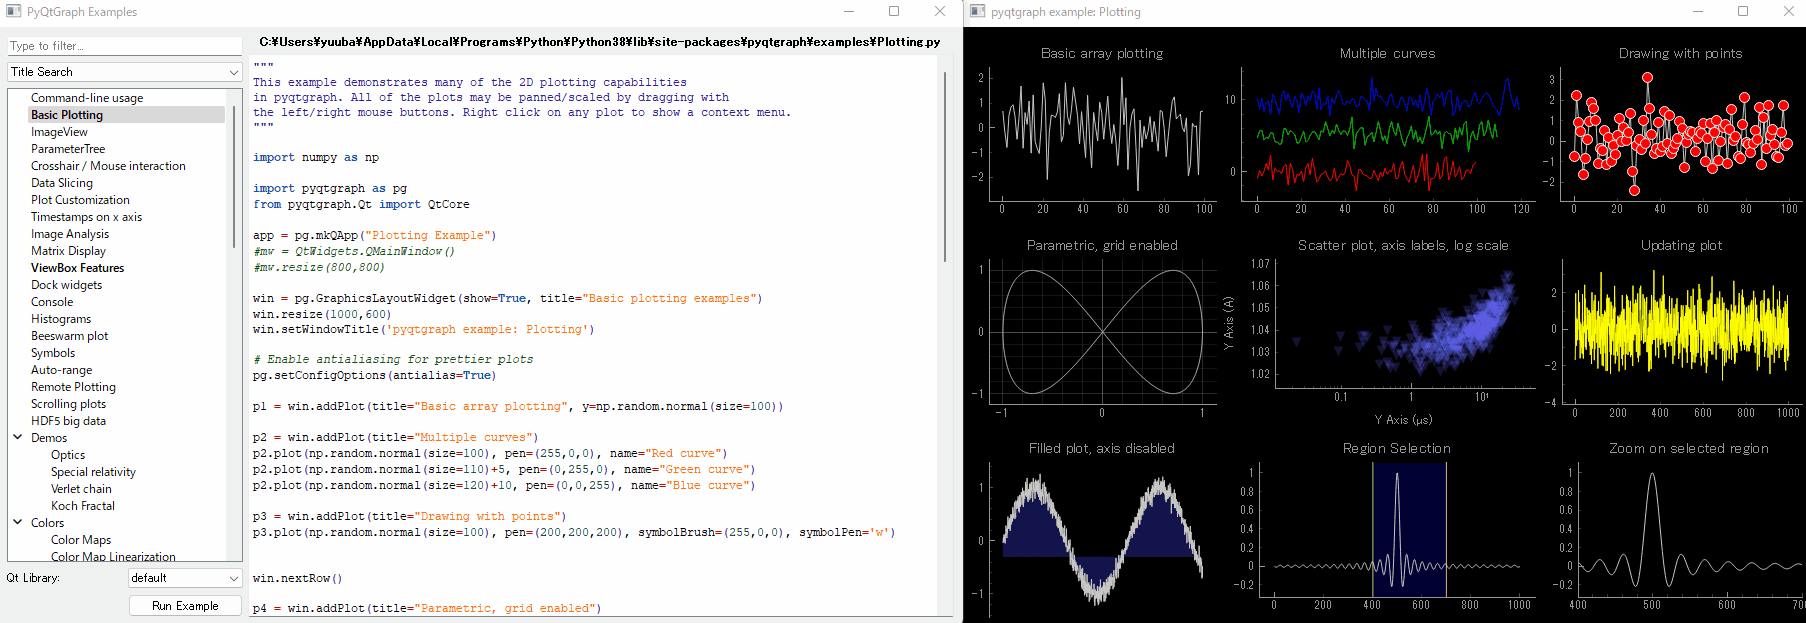 PyQtGraph Examples
Type to filter...
Title Search
Command-line usage
Basic Plotting
ImageView
ParameterTree
Crosshair / Mouse interaction
Data Slicing
Plot Customization
Timestamps on x axis
Image Analysis
Matrix Display
ViewBox Features
Dock widgets
Console
Histograms
Beeswarm plot
Symbols
Auto-range
Remote Plotting
Scrolling plots
HDF5 big data
Demos
Optics
Special relativity
Verlet chain
Koch Fractal
Colors
Color Maps
Color Map Linearization
Qt Library:
default
Run Example
C:¥Users¥yuuba¥AppData¥Local¥Programs¥Python¥Python38¥lib¥site-packages¥pyqtgraph¥examples¥Plotting.py
"""
This example demonstrates many of the 2D plotting capabilities
in pyqtgraph. All of the plots may be panned/scaled by dragging with
the left/right mouse buttons. Right click on any plot to show a context menu.
"""
import numpy as np
import pyqtgraph as pg
from pyqtgraph.Qt import QtCore
app = pg.mkQApp("Plotting Example")
#mw = QtWidgets.QMainWindow()
#mw.resize(800,800)
win = pg.GraphicsLayoutWidget(show=True, title="Basic plotting examples")
win.resize(1000,600)
win.setWindowTitle('pyqtgraph example: Plotting')
# Enable antialiasing for prettier plots
pg.setConfigOptions(antialias=True)
p1 = win.addPlot(title="Basic array plotting", y=np.random.normal(size=100))
p2 = win.addPlot(title="Multiple curves")
p2.plot(np.random.normal(size=100), pen=(255,0,0), name="Red curve")
p2.plot(np.random.normal(size=110)+5, pen=(0,255,0), name="Green curve")
p2.plot(np.random.normal(size=120)+10, pen=(0,0,255), name="Blue curve")
p3 = win.addPlot(title="Drawing with points")
p3.plot(np.random.normal(size=100), pen=(200,200,200), symbolBrush=(255,0,0), symbolPen='w')
win.nextRow()
p4 = win.addPlot(title="Parametric, grid enabled")
pyqtgraph example: Plotting
Basic array plotting
2
1
0
-1
-2
0 20 40 60 80 100
Multiple curves
10
0
0 20 40 60 80 100 120
Drawing with points
3
2
1
0
-1
-2
0 20 40 60 80 100
Parametric, grid enabled
1
0
-1
-1 0 1
Scatter plot, axis labels, log scale
Y Axis (A)
1.07
1.06
1.05
1.04
1.03
1.02
0.1 1 10¹
Y Axis (µs)
Updating plot
2
0
-2
-4
0 200 400 600 800 1000
Filled plot, axis disabled
1
0
-1
Region Selection
1
0.8
0.6
0.4
0.2
0
-0.2
0 200 400 600 800 1000
Zoom on selected region
1
0.8
0.6
0.4
0.2
0
-0.2
400 500 600 70